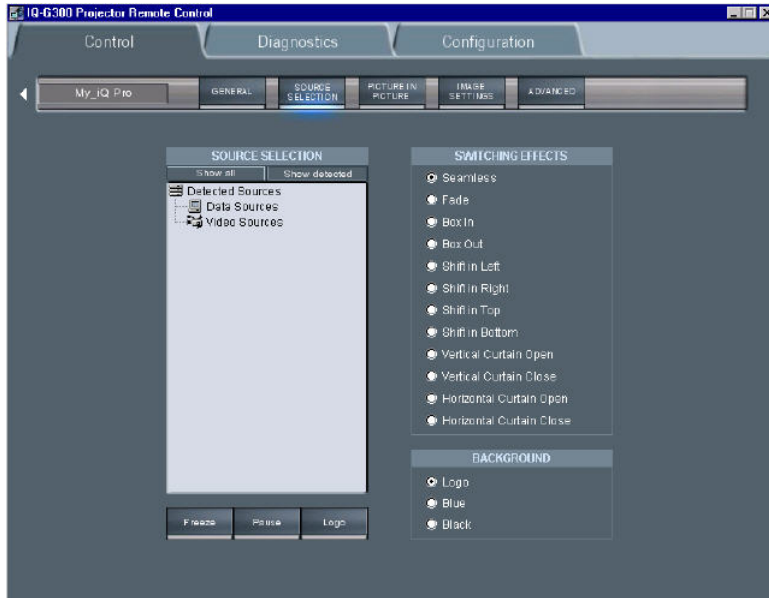 IQ-G300 Projector Remote Control
Control Diagnostics Configuration
My_iQ Pro
GENERAL
SOURCE SELECTION
PICTURE IN PICTURE
IMAGE SETTINGS
ADVANCED
SOURCE SELECTION
Show all Show detected
Detected Sources
Data Sources
Video Sources
Freeze Pause Logo
SWITCHING EFFECTS
Seamless
Fade
Box In
Box Out
Shift in Left
Shift in Right
Shift in Top
Shift in Bottom
Vertical Curtain Open
Vertical Curtain Close
Horizontal Curtain Open
Horizontal Curtain Close
BACKGROUND
Logo
Blue
Black